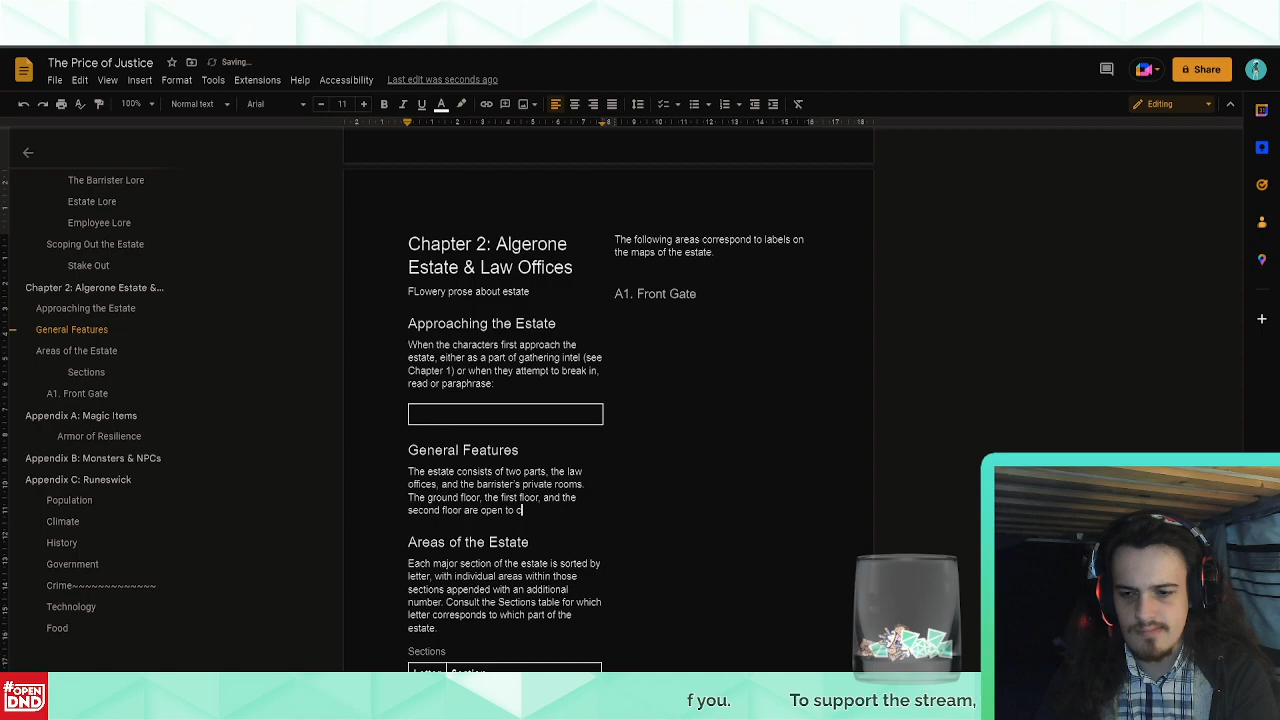 The Price of Justice
Saving...
File Edit View Insert Format Tools Extensions Help Accessibility
Last edit was seconds ago
Share
100%
Normal text
Arial
11
Editing
The Barrister Lore
Estate Lore
Employee Lore
Scoping Out the Estate
Stake Out
Chapter 2: Algerone Estate &...
Approaching the Estate
General Features
Areas of the Estate
Sections
A1. Front Gate
Appendix A: Magic Items
Armor of Resilience
Appendix B: Monsters & NPCs
Appendix C: Runeswick
Population
Climate
History
Government
Crime~~~~~~~~~~~~~
Technology
Food
Chapter 2: Algerone
Estate & Law Offices
FLowery prose about estate
Approaching the Estate
When the characters first approach the
estate, either as a part of gathering intel (see
Chapter 1) or when they attempt to break in,
read or paraphrase:
General Features
The estate consists of two parts, the law
offices, and the barrister's private rooms.
The ground floor, the first floor, and the
second floor are open to c
Areas of the Estate
Each major section of the estate is sorted by
letter, with individual areas within those
sections appended with an additional
number. Consult the Sections table for which
letter corresponds to which part of the
estate.
Sections
Letter Section
The following areas correspond to labels on
the maps of the estate.
A1. Front Gate
#OPEN
DND
f you. To support the stream,